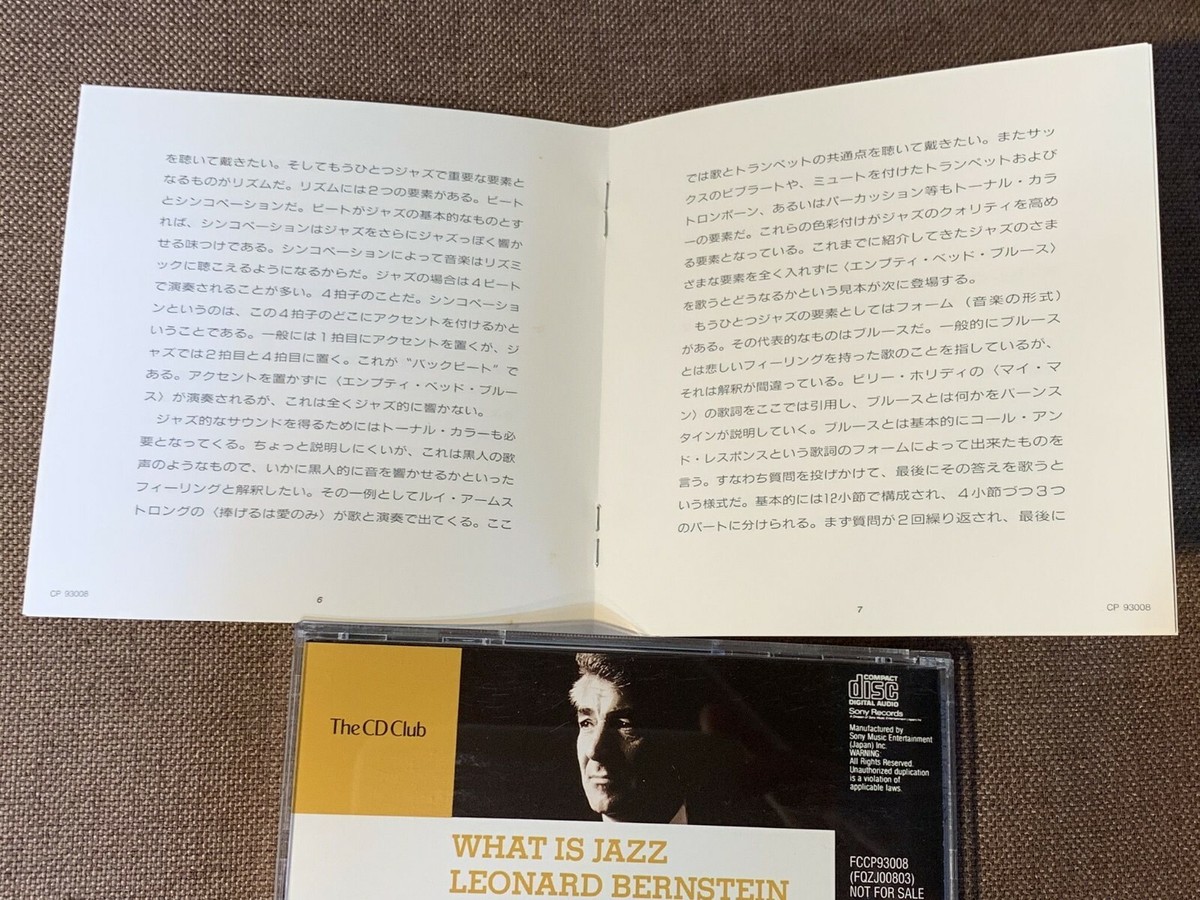 を聴いて戴きたい。そしてもうひとつジャズで重要な要素と
なるものがリズムだ。リズムには2つの要素がある。ビート
とシンコペーションだ。ビートがジャズの基本的なものとす
れば、シンコペーションはジャズをさらにジャズっぽく響か
せる味つけである。シンコペーションによって音楽はリズミ
ックに聴こえるようになるからだ。ジャズの場合は4ビート
で演奏されることが多い。4拍子のことだ。シンコペーショ
ンというのは、この4拍子のどこにアクセントを付けるかと
いうことである。一般には1拍目にアクセントを置くが、ジ
ャズでは2拍目と4拍目に置く。これが“バックビート”で
ある。アクセントを置かずに〈エンプティ・ベッド・ブルー
ス〉が演奏されるが、これは全くジャズ的に響かない。
ジャズ的なサウンドを得るためにはトーナル・カラーも必
要となってくる。ちょっと説明しにくいが、これは黒人の歌
声のようなもので、いかに黒人的に音を響かせるかといった
フィーリングと解釈したい。その一例としてルイ・アームス
トロングの〈捧げるは愛のみ〉が歌と演奏で出てくる。ここ
CP 93008
6
では歌とトランペットの共通点を聴いて戴きたい。またサッ
クスのビブラートや、ミュートを付けたトランペットおよび
トロンボーン、あるいはパーカッション等もトーナル・カラ
ーの要素だ。これらの色彩付けがジャズのクォリティを高め
る要素となっている。これまでに紹介してきたジャズのさま
ざまな要素を全く入れずに〈エンプティ・ベッド・ブルース〉
を歌うとどうなるかという見本が次に登場する。
もうひとつジャズの要素としてはフォーム（音楽の形式）
がある。その代表的なものはブルースだ。一般的にブルース
とは悲しいフィーリングを持った歌のことを指しているが、
それは解釈が間違っている。ビリー・ホリデイの〈マイ・マ
ン〉の歌詞をここでは引用し、ブルースとは何かをバーンス
タインが説明していく。ブルースとは基本的にコール・アン
ド・レスポンスという歌詞のフォームによって出来たものを
言う。すなわち質問を投げかけて、最後にその答えを歌うと
いう様式だ。基本的には12小節で構成され、4小節づつ3つ
のパートに分けられる。まず質問が2回繰り返され、最後に
7
CP 93008
The CD Club
COMPACT
disc
DIGITAL AUDIO
Sony Records
Manufactured by
Sony Music Entertainment
(Japan) Inc.
WARNING:
All Rights Reserved.
Unauthorized duplication
is a violation of
applicable laws.
WHAT IS JAZZ
LEONARD BERNSTEIN
FCCP93008
(FQZJ00803)
NOT FOR SALE